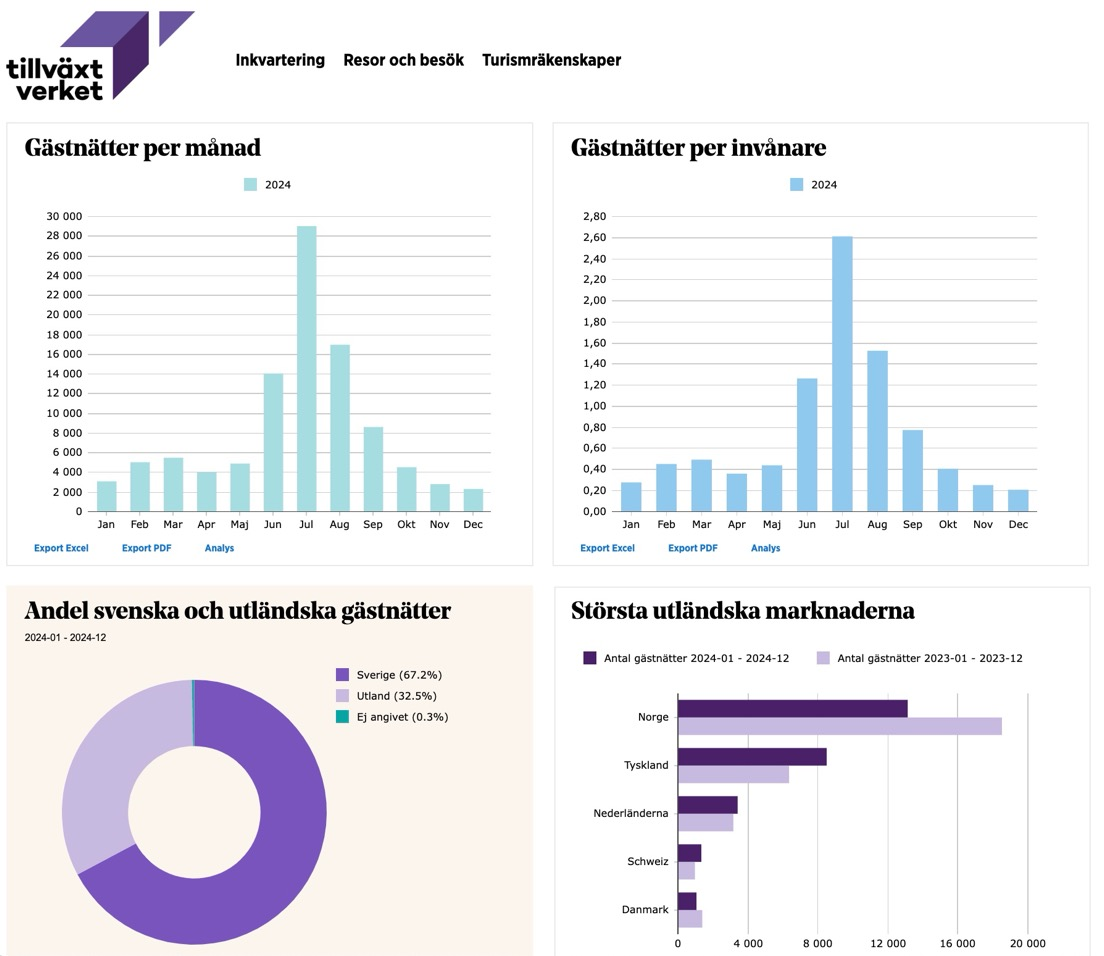 tillväxt
verket
Inkvartering
Resor och besök
Turismräkenskaper
Gästnätter per månad
2024
30 000
28 000
26 000
24 000
22 000
20 000
18 000
16 000
14 000
12 000
10 000
8 000
6 000
4 000
2 000
0
Jan Feb Mar Apr Maj Jun Jul Aug Sep Okt Nov Dec
Export Excel Export PDF Analys
Gästnätter per invånare
2024
2,80
2,60
2,40
2,20
2,00
1,80
1,60
1,40
1,20
1,00
0,80
0,60
0,40
0,20
0,00
Jan Feb Mar Apr Maj Jun Jul Aug Sep Okt Nov Dec
Export Excel Export PDF Analys
Andel svenska och utländska gästnätter
2024-01 - 2024-12
Sverige (67.2%)
Utland (32.5%)
Ej angivet (0.3%)
Största utländska marknaderna
Antal gästnätter 2024-01 - 2024-12 Antal gästnätter 2023-01 - 2023-12
Norge
Tyskland
Nederländerna
Schweiz
Danmark
0 4 000 8 000 12 000 16 000 20 000